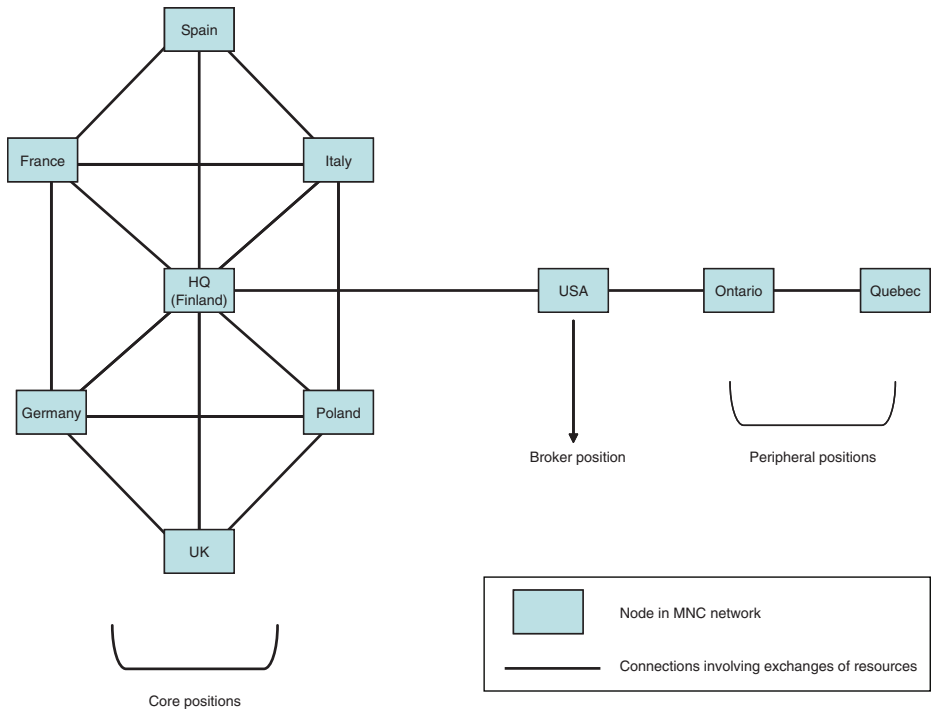 Spain
France
Italy
HQ
(Finland)
USA
Ontario
Quebec
Germany
Poland
Broker position
Peripheral positions
UK
Node in MNC network
Connections involving exchanges of resources
Core positions